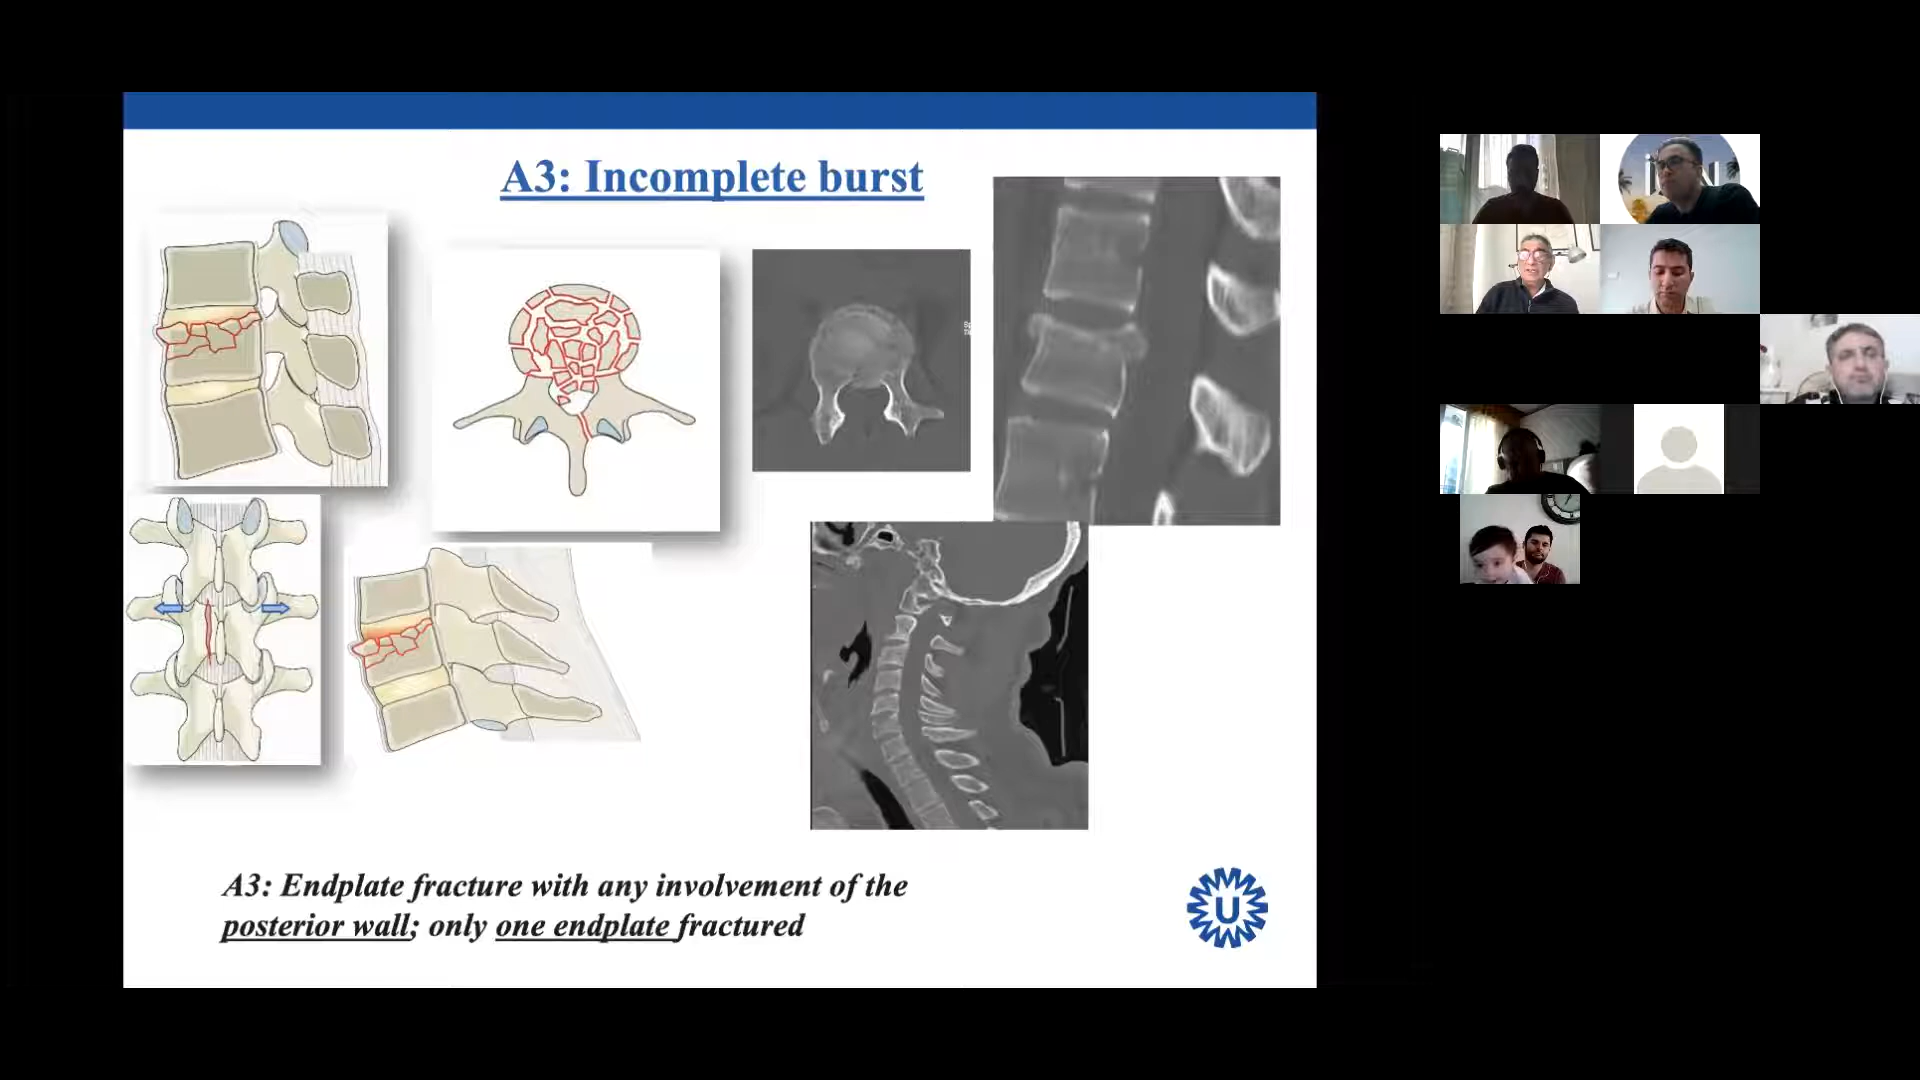 A3: Incomplete burst
A3: Endplate fracture with any involvement of the
posterior wall; only one endplate fractured
U